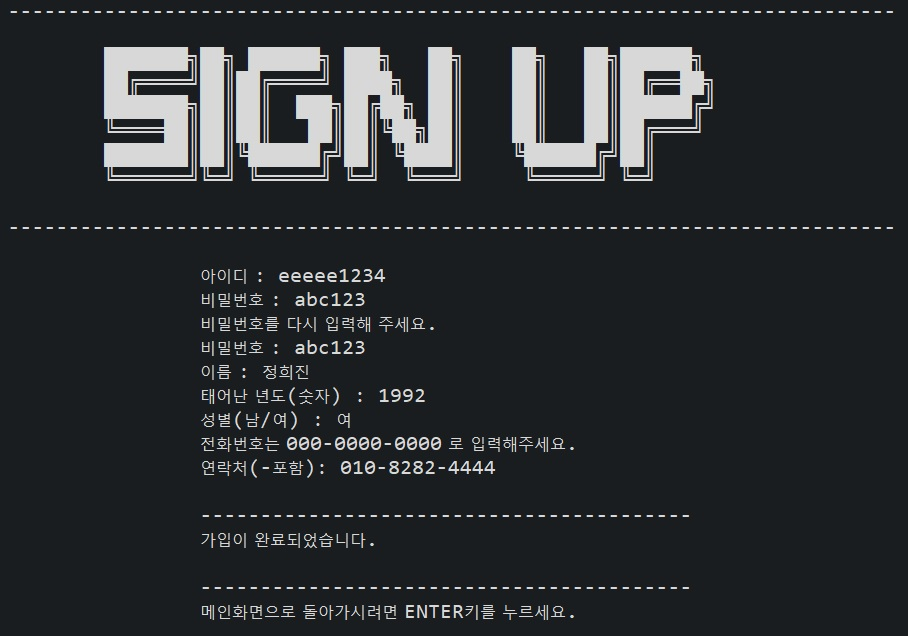 SIGN UP
아이디 : eeeee1234
비밀번호 : abc123
비밀번호를 다시 입력해 주세요.
비밀번호 : abc123
이름 : 정희진
태어난 년도(숫자) : 1992
성별(남/여) : 여
전화번호는 000-0000-0000 로 입력해주세요.
연락처(-포함): 010-8282-4444
가입이 완료되었습니다.
메인화면으로 돌아가시려면 ENTER키를 누르세요.